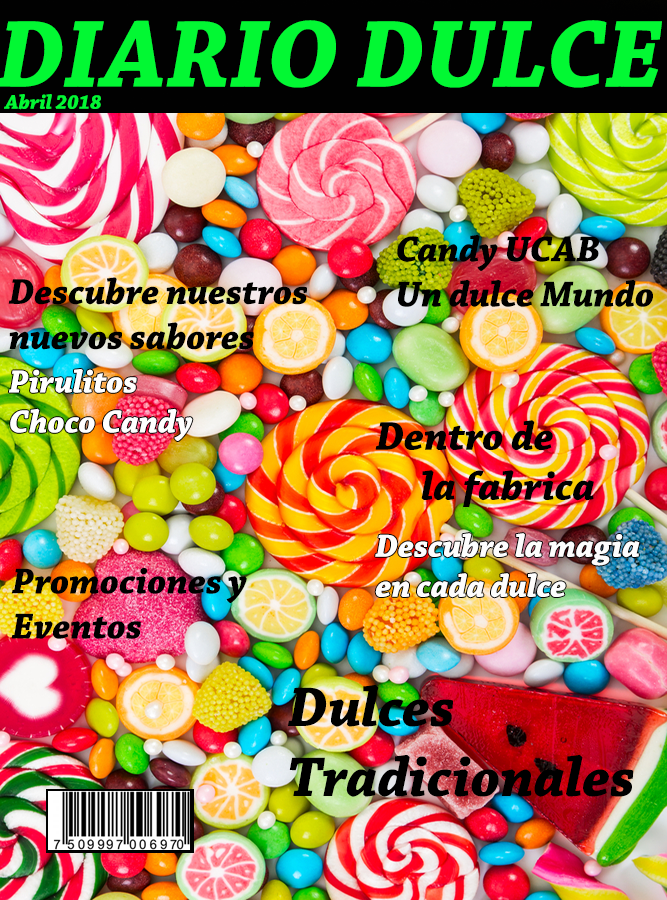 DIARIO DULCE
Abril 2018
Candy UCAB
Un dulce Mundo
Descubre nuestros
nuevos sabores
Pirulitos
Choco Candy
Dentro de
la fabrica
Descubre la magia
en cada dulce
Promociones y
Eventos
Dulces
Tradicionales
7 509997 006970